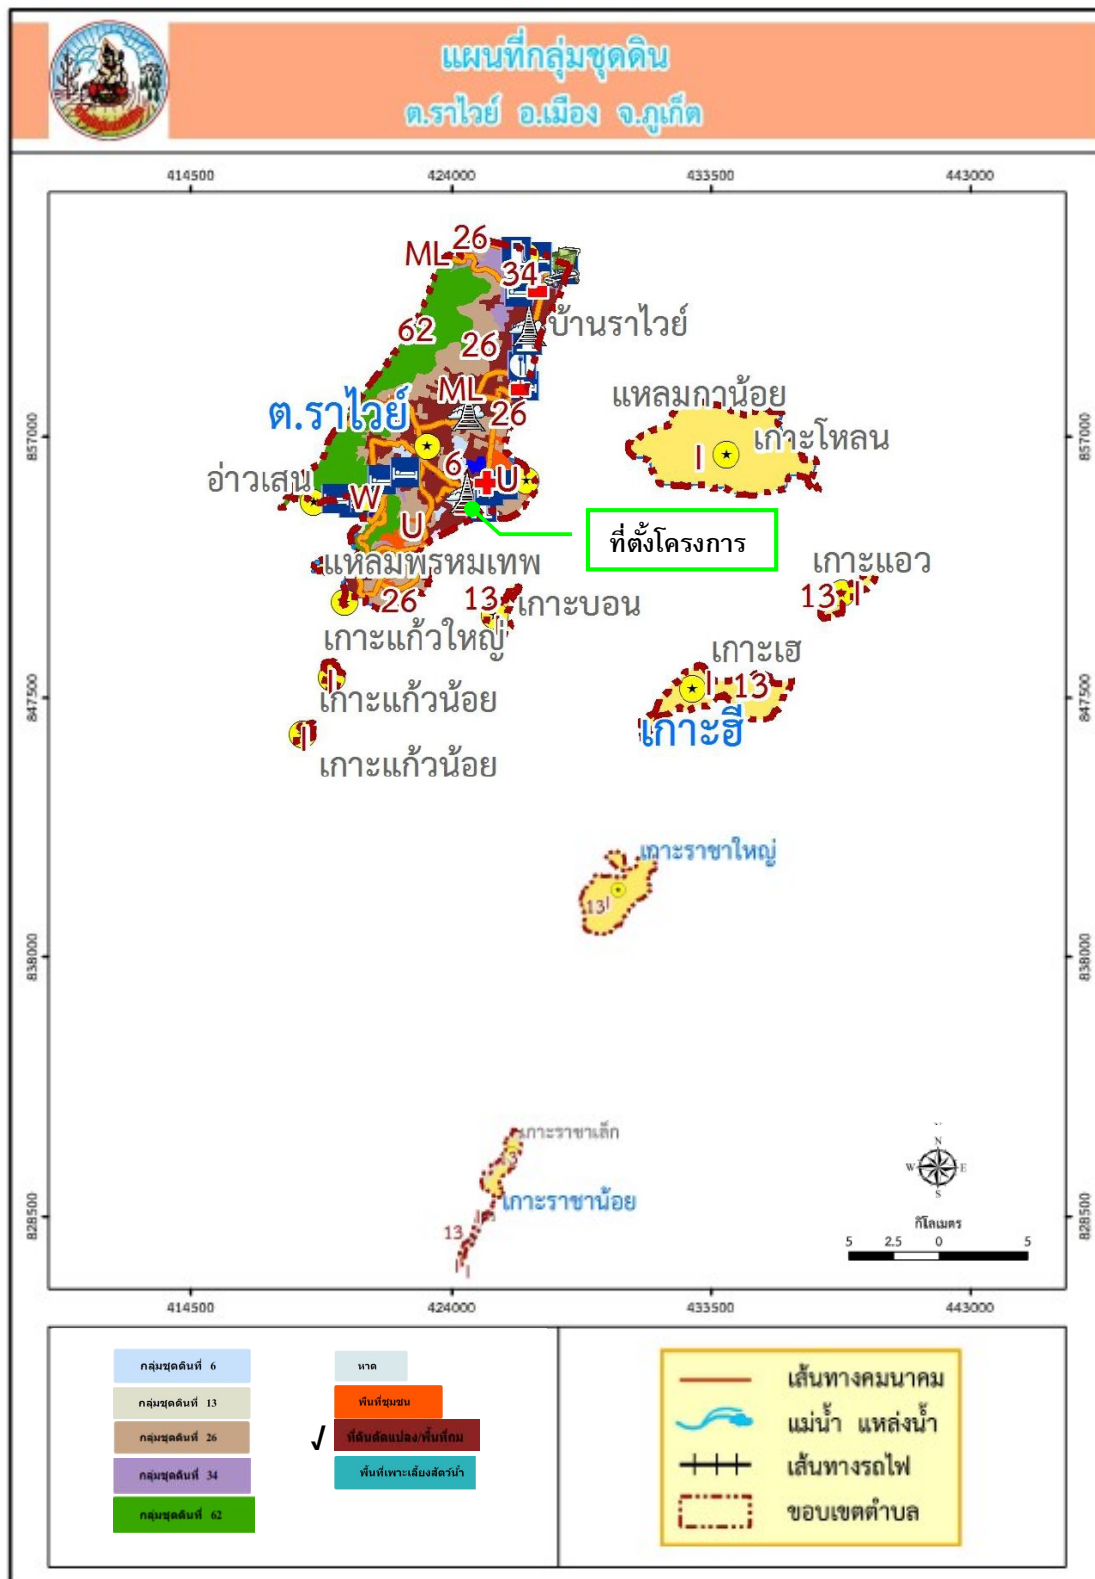 แผนที่กลุ่มชุดดิน
ต.ราไวย์ อ.เมือง จ.ภูเก็ต
414500 424000 433500 443000
ML 26
34
62
26
บ้านราไวย์
ML
26
ต.ราไวย์
แหลมกาน้อย
เกาะโหลน
I
857000 857000
อ่าวเสน
6
W U
U
ที่ตั้งโครงการ
แหลมพรหมเทพ
26
13 เกาะบอน
I
เกาะแอว
13 I
เกาะแก้วใหญ่
I
เกาะแก้วน้อย
เกาะเฮ
I 13
847500 847500
เกาะฮี
I
เกาะแก้วน้อย
เกาะราชาใหญ่
13 I
838000 838000
เกาะราชาเล็ก
13
เกาะราชาน้อย
13
I I
828500 828500
N
W E
S
กิโลเมตร
5 2.5 0 5
414500 424000 433500 443000
กลุ่มชุดดินที่ 6
กลุ่มชุดดินที่ 13
กลุ่มชุดดินที่ 26
กลุ่มชุดดินที่ 34
กลุ่มชุดดินที่ 62
หาด
พื้นที่ชุมชน
√ ที่ดินดัดแปลง/พื้นที่ถม
พื้นที่เพาะเลี้ยงสัตว์น้ำ
เส้นทางคมนาคม
แม่น้ำ แหล่งน้ำ
เส้นทางรถไฟ
ขอบเขตตำบล